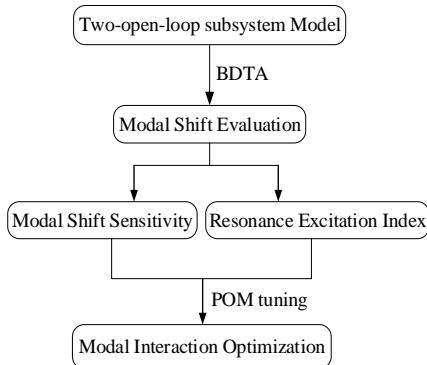 Two-open-loop subsystem Model
BDTA
Modal Shift Evaluation
Modal Shift Sensitivity
Resonance Excitation Index
POM tuning
Modal Interaction Optimization